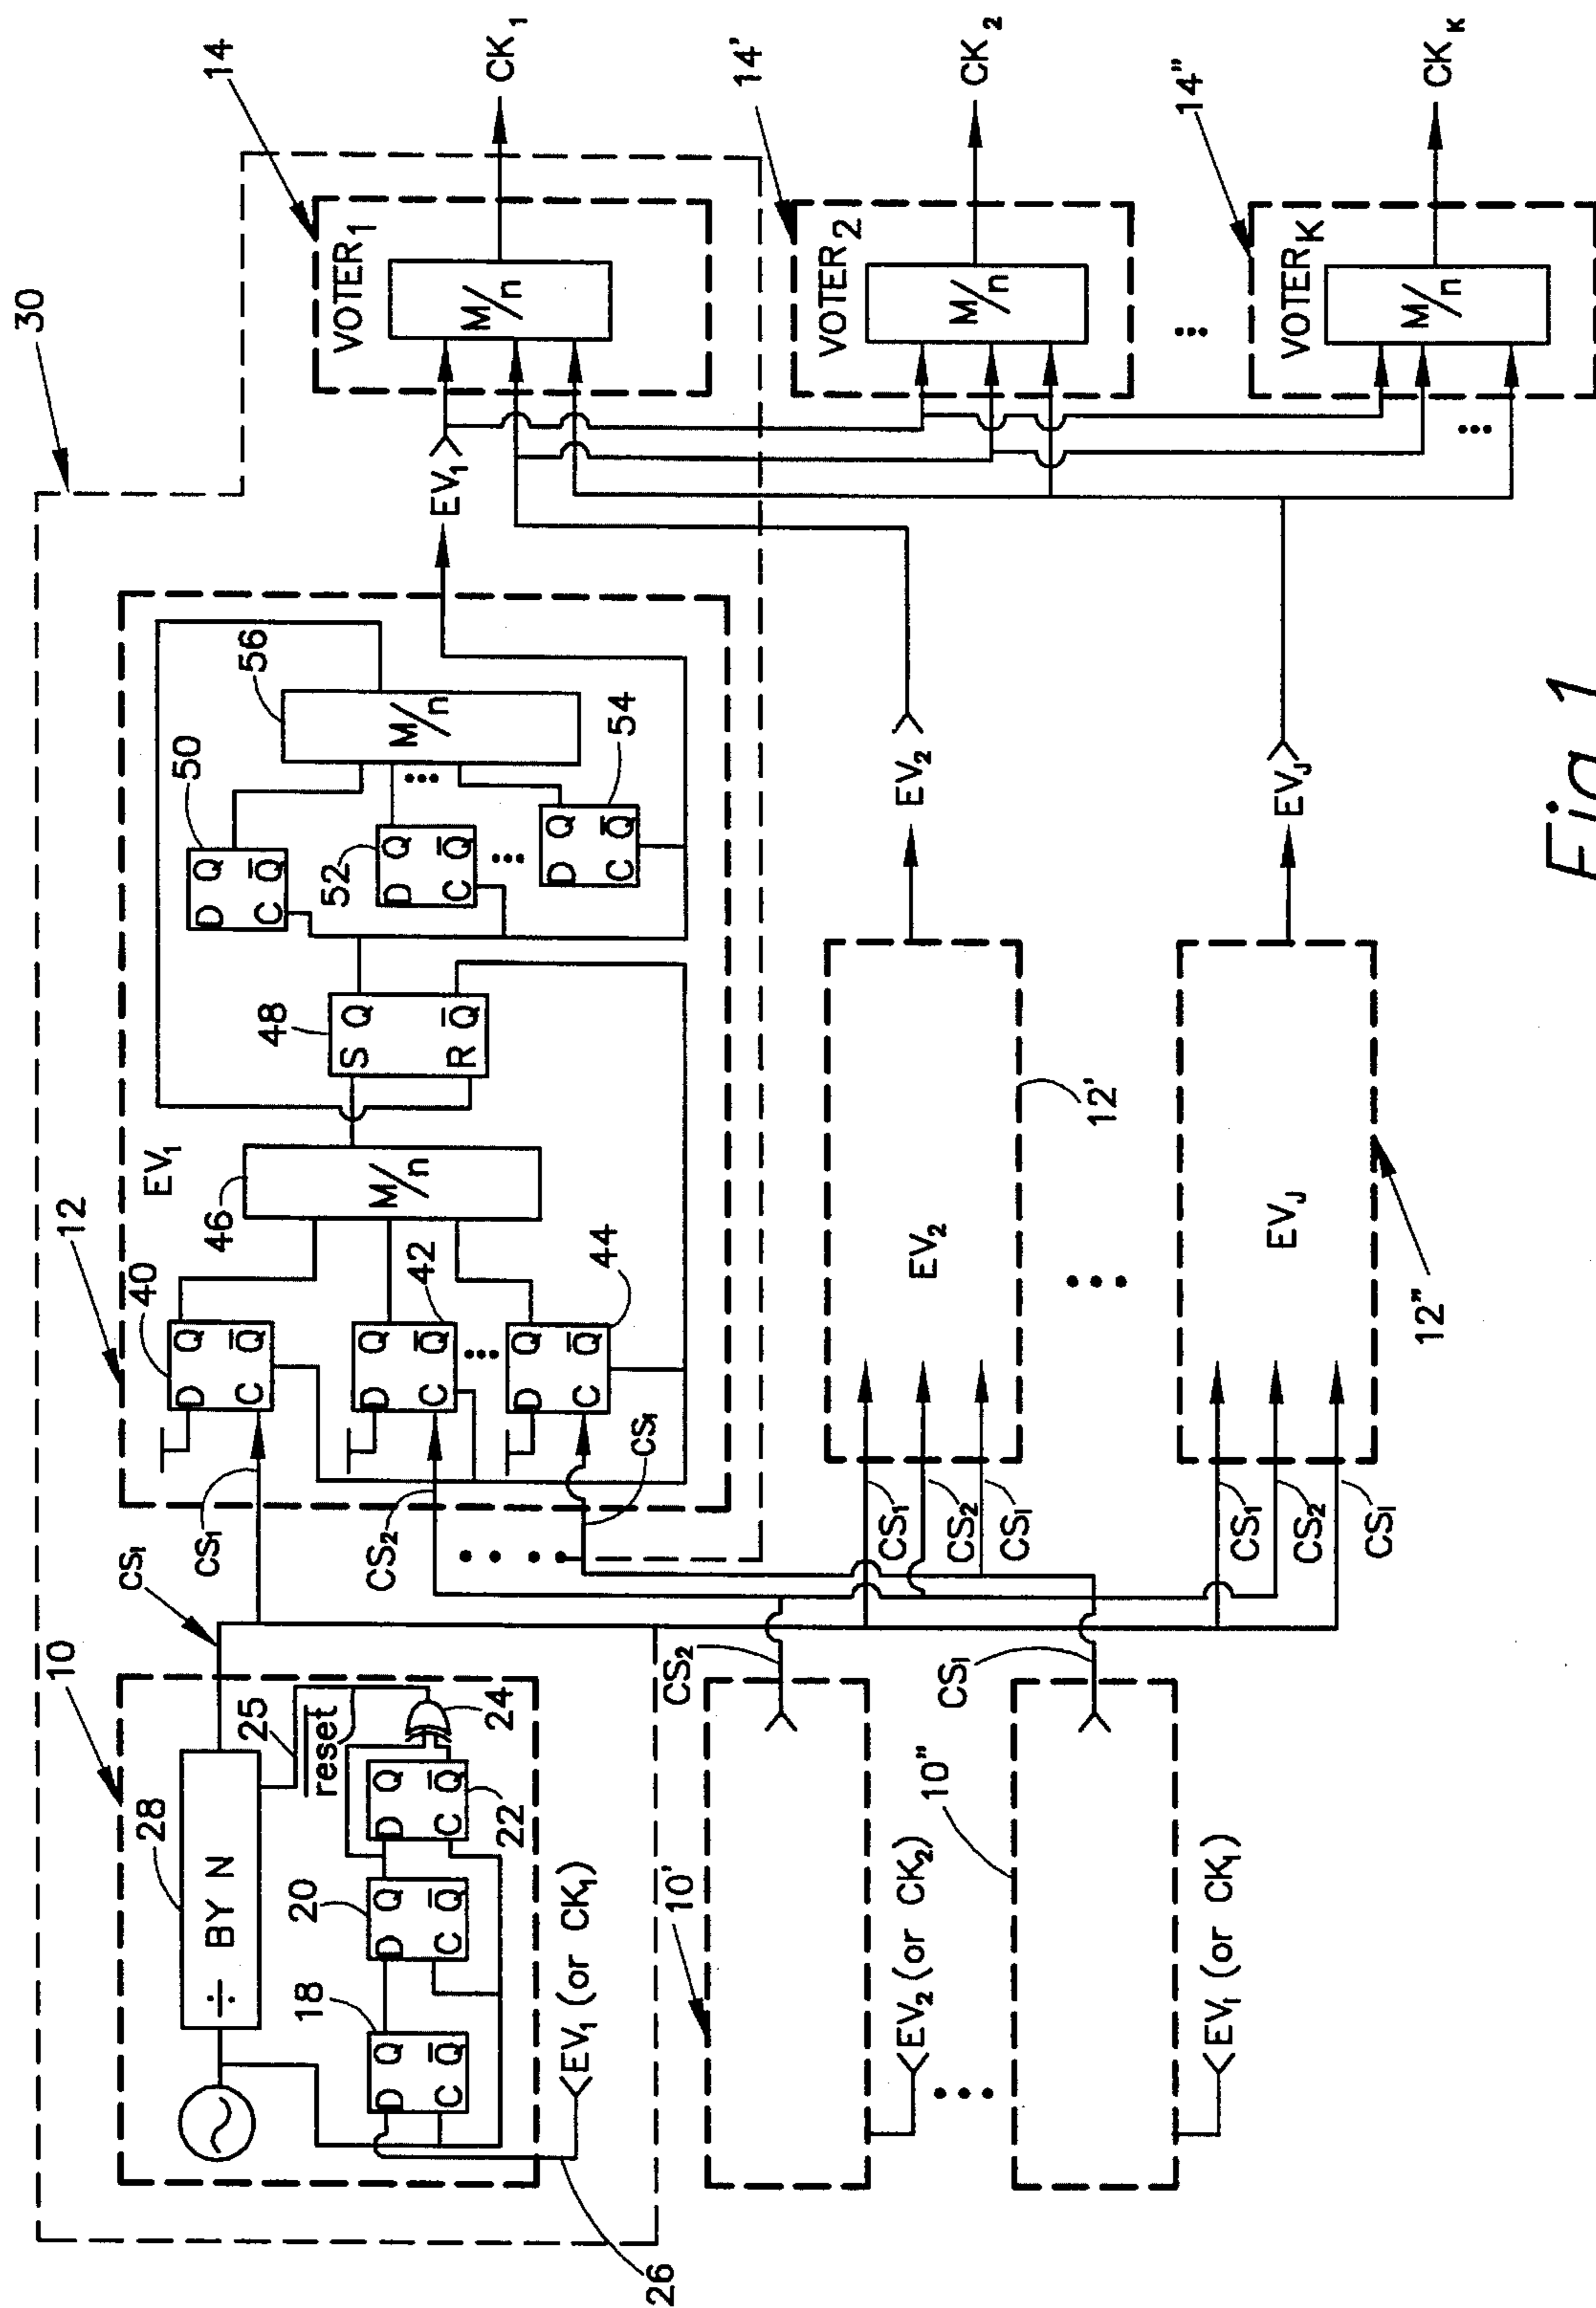 30
10
CS₁
28
÷ BY N
25
reset
18
D Q
C Q̅
20
D Q
C Q̅
22
D Q
C Q̅
24
EV₁ (or CK₁)
26
12
EV₁
CS₁
40
D Q
C Q̅
CS₂
42
D Q
C Q̅
CSI
44
D Q
C Q̅
46
M/n
48
S Q
R Q̅
50
D Q
C Q̅
52
D Q
C Q̅
54
D Q
C Q̅
56
M/n
EV₁
14
VOTER₁
M/n
CK₁
10'
EV₂ (or CK₂)
CS₂
CS₁
CS₂
CSI
EV₂
12'
EV₂
14'
VOTER₂
M/n
CK₂
10"
EVI (or CK₁)
CSI
CS₁
CS₂
CSI
EVJ
12"
EVJ
14"
VOTERK
M/n
CKK
Fig. 1